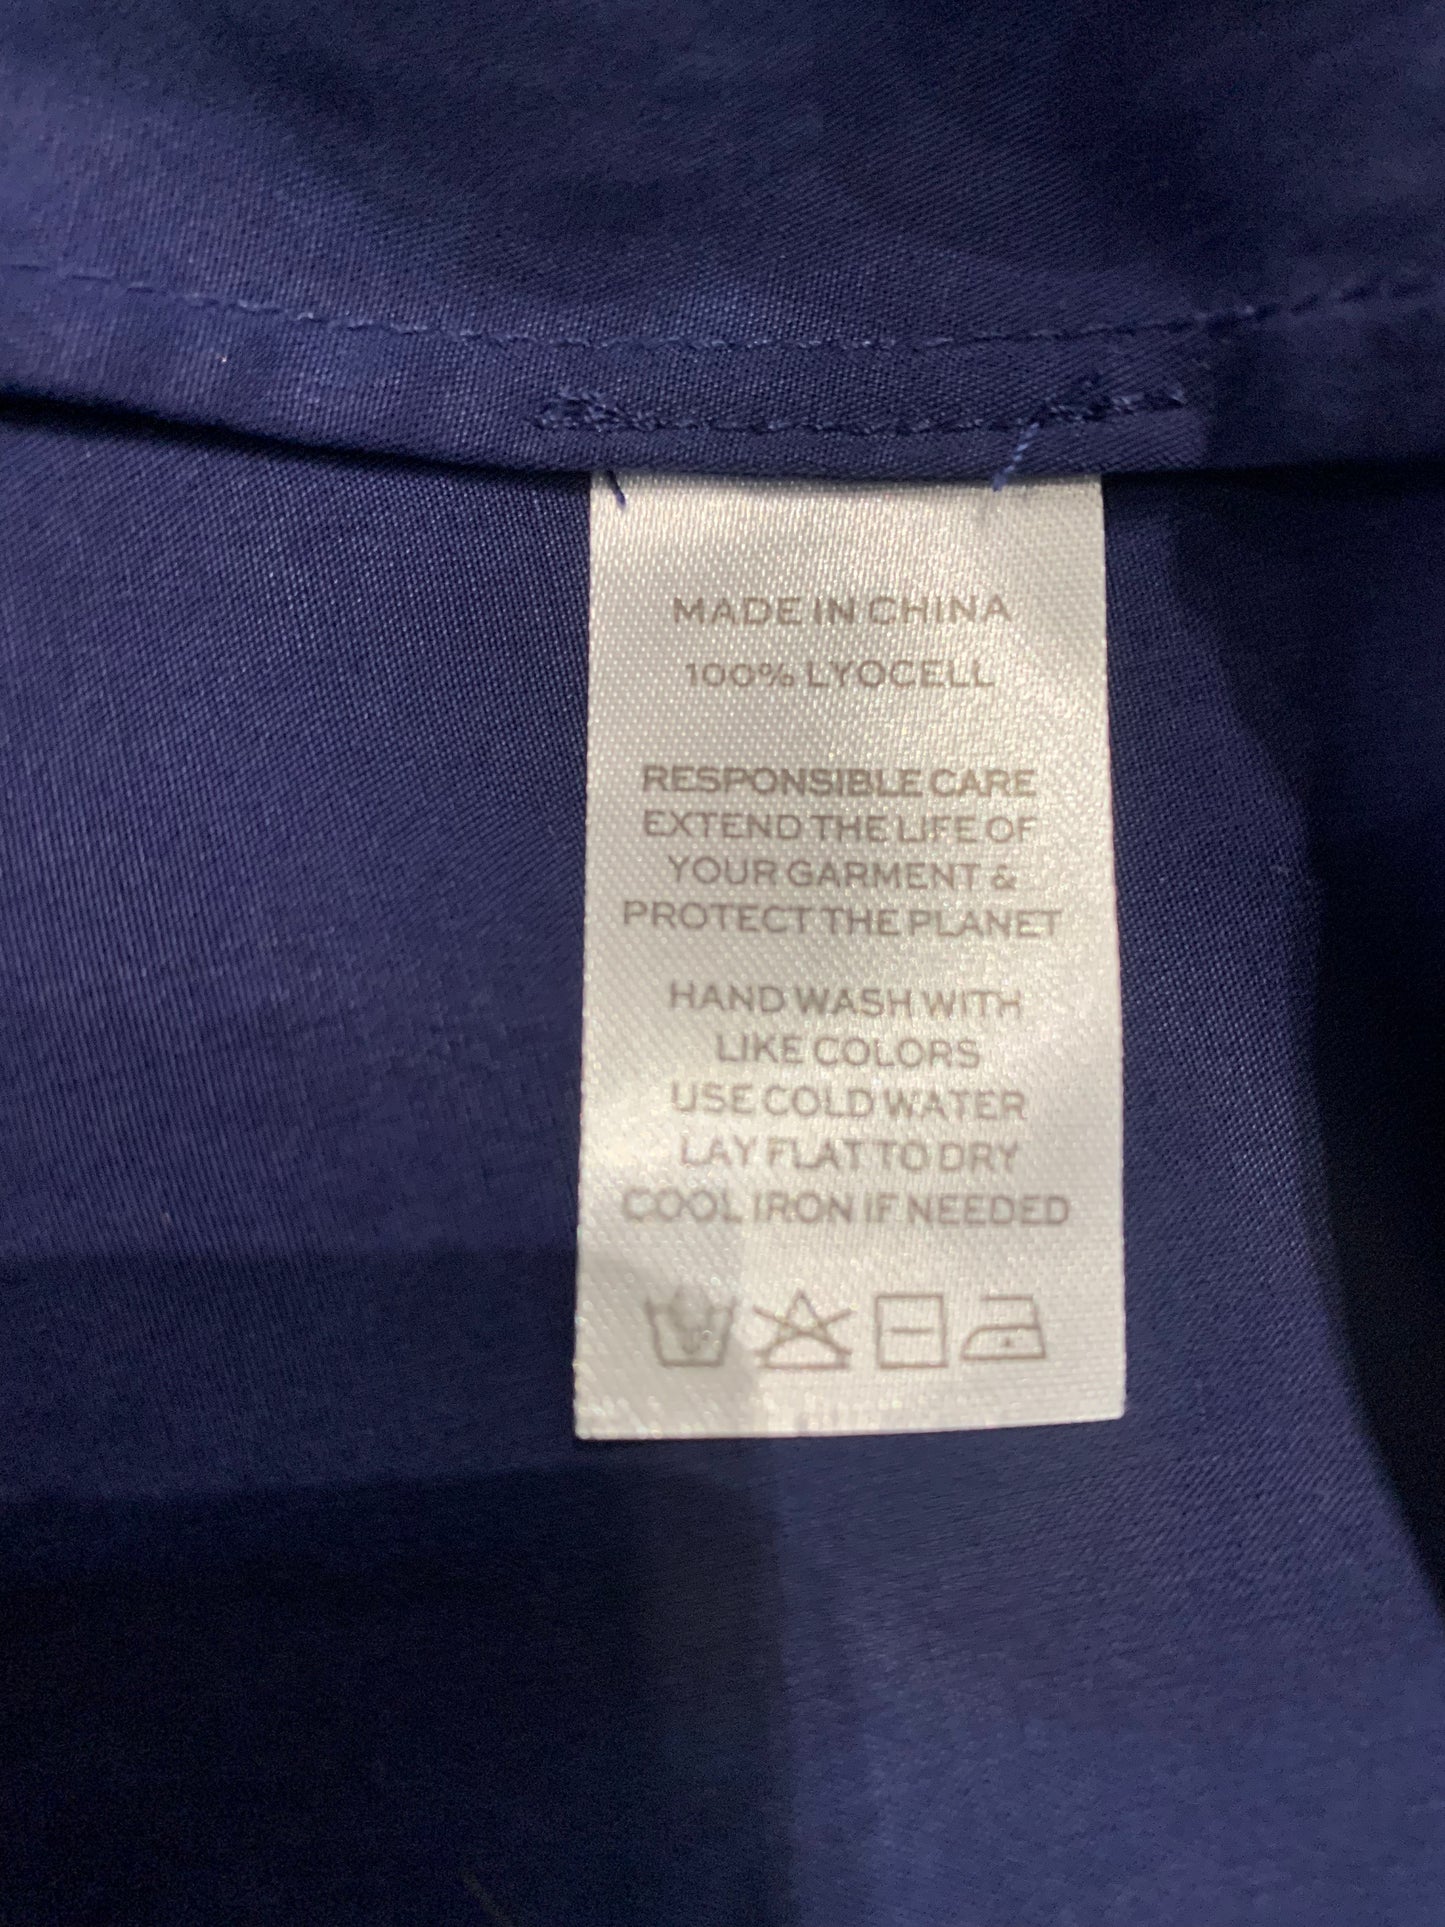 MADE IN CHINA
100% LYOCELL
RESPONSIBLE CARE
EXTEND THE LIFE OF
YOUR GARMENT &
PROTECT THE PLANET
HAND WASH WITH
LIKE COLORS
USE COLD WATER
LAY FLAT TO DRY
COOL IRON IF NEEDED